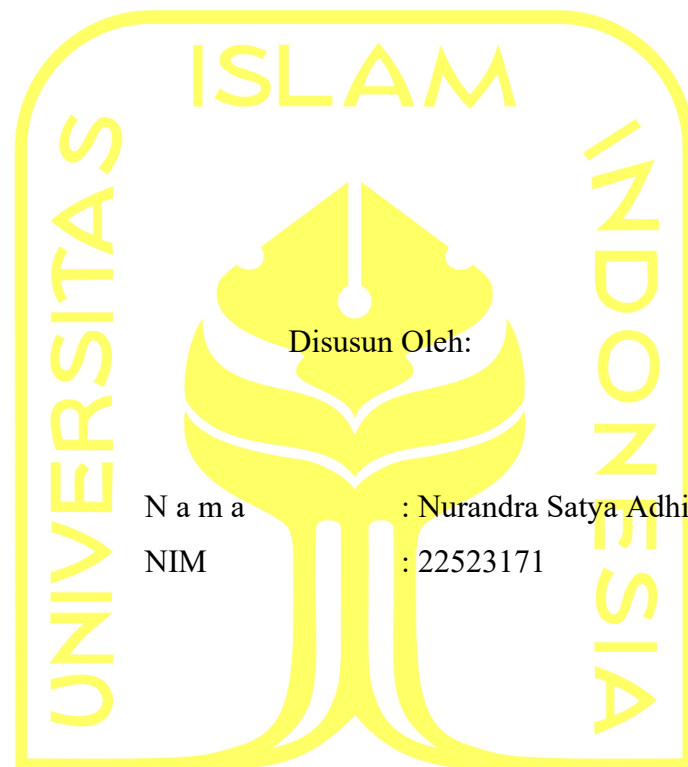 ISLAM
UNIVERSITAS
INDONESIA
Disusun Oleh:
N a m a : Nurandra Satya Adhi
NIM : 22523171